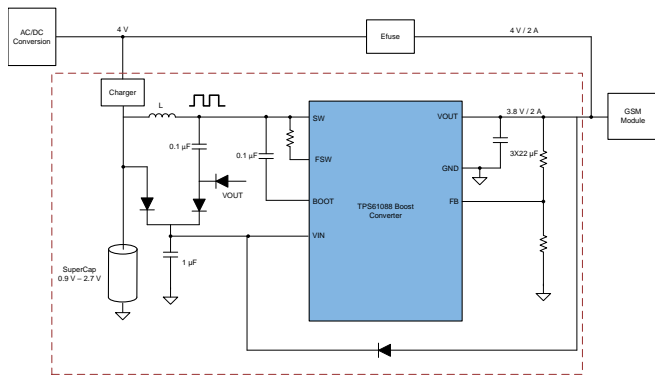 AC/DC
Conversion
4 V
Efuse
4 V / 2 A
Charger
L
SW
VOUT
3.8 V / 2 A
GSM
Module
0.1 µF
0.1 µF
FSW
3X22 µF
GND
VOUT
BOOT
TPS61088 Boost
Converter
FB
VIN
1 µF
SuperCap
0.9 V – 2.7 V